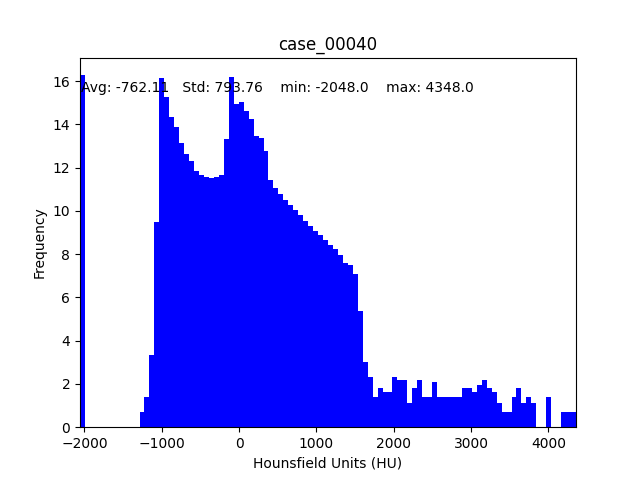 case_00040
Avg: -762.11 Std: 793.76 min: -2048.0 max: 4348.0
16
14
12
10
8
6
4
2
0
Frequency
−2000 −1000 0 1000 2000 3000 4000
Hounsfield Units (HU)